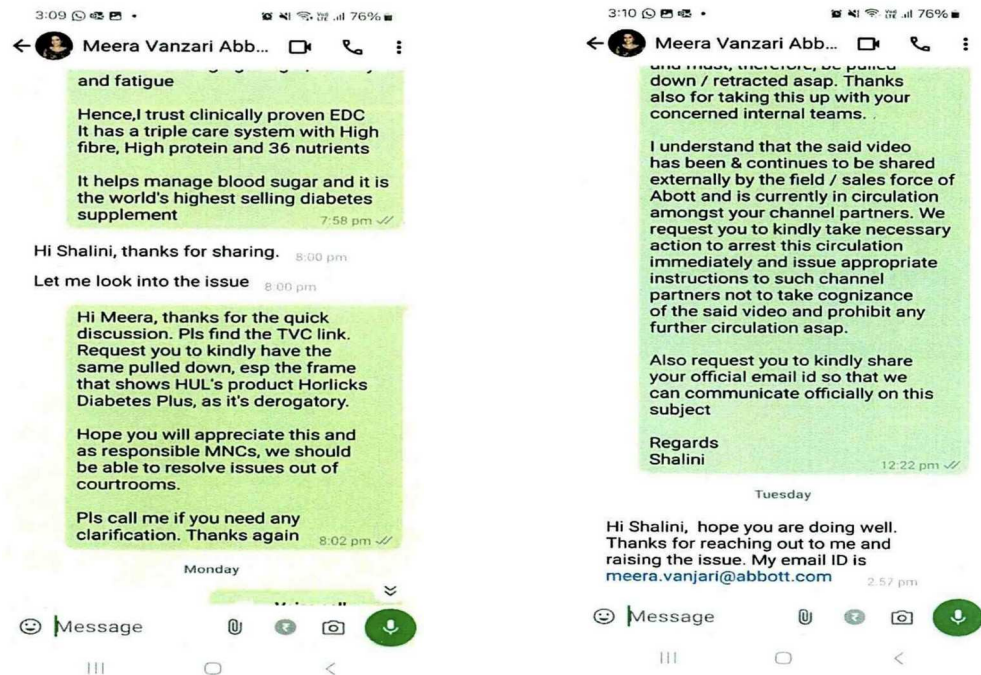 3:09
76%
Meera Vanzari Abb...
and fatigue
Hence,I trust clinically proven EDC
It has a triple care system with High
fibre, High protein and 36 nutrients
It helps manage blood sugar and it is
the world's highest selling diabetes
supplement
7:58 pm
Hi Shalini, thanks for sharing.
8:00 pm
Let me look into the issue
8:00 pm
Hi Meera, thanks for the quick
discussion. Pls find the TVC link.
Request you to kindly have the
same pulled down, esp the frame
that shows HUL's product Horlicks
Diabetes Plus, as it's derogatory.
Hope you will appreciate this and
as responsible MNCs, we should
be able to resolve issues out of
courtrooms.
Pls call me if you need any
clarification. Thanks again
8:02 pm
Monday
Message
3:10
76%
Meera Vanzari Abb...
and must, therefore, be pulled
down / retracted asap. Thanks
also for taking this up with your
concerned internal teams.
I understand that the said video
has been & continues to be shared
externally by the field / sales force of
Abott and is currently in circulation
amongst your channel partners. We
request you to kindly take necessary
action to arrest this circulation
immediately and issue appropriate
instructions to such channel
partners not to take cognizance
of the said video and prohibit any
further circulation asap.
Also request you to kindly share
your official email id so that we
can communicate officially on this
subject
Regards
Shalini
12:22 pm
Tuesday
Hi Shalini, hope you are doing well.
Thanks for reaching out to me and
raising the issue. My email ID is
meera.vanjari@abbott.com
2:57 pm
Message